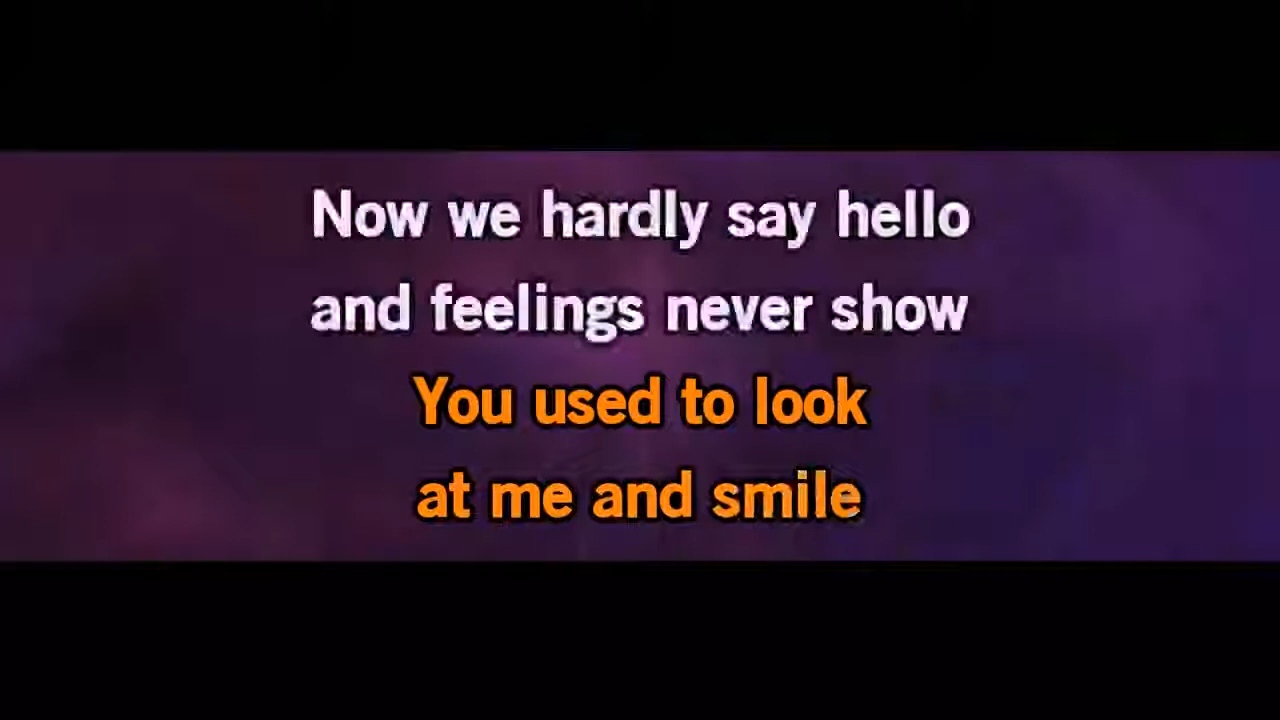 Now we hardly say hello
and feelings never show
You used to look
at me and smile